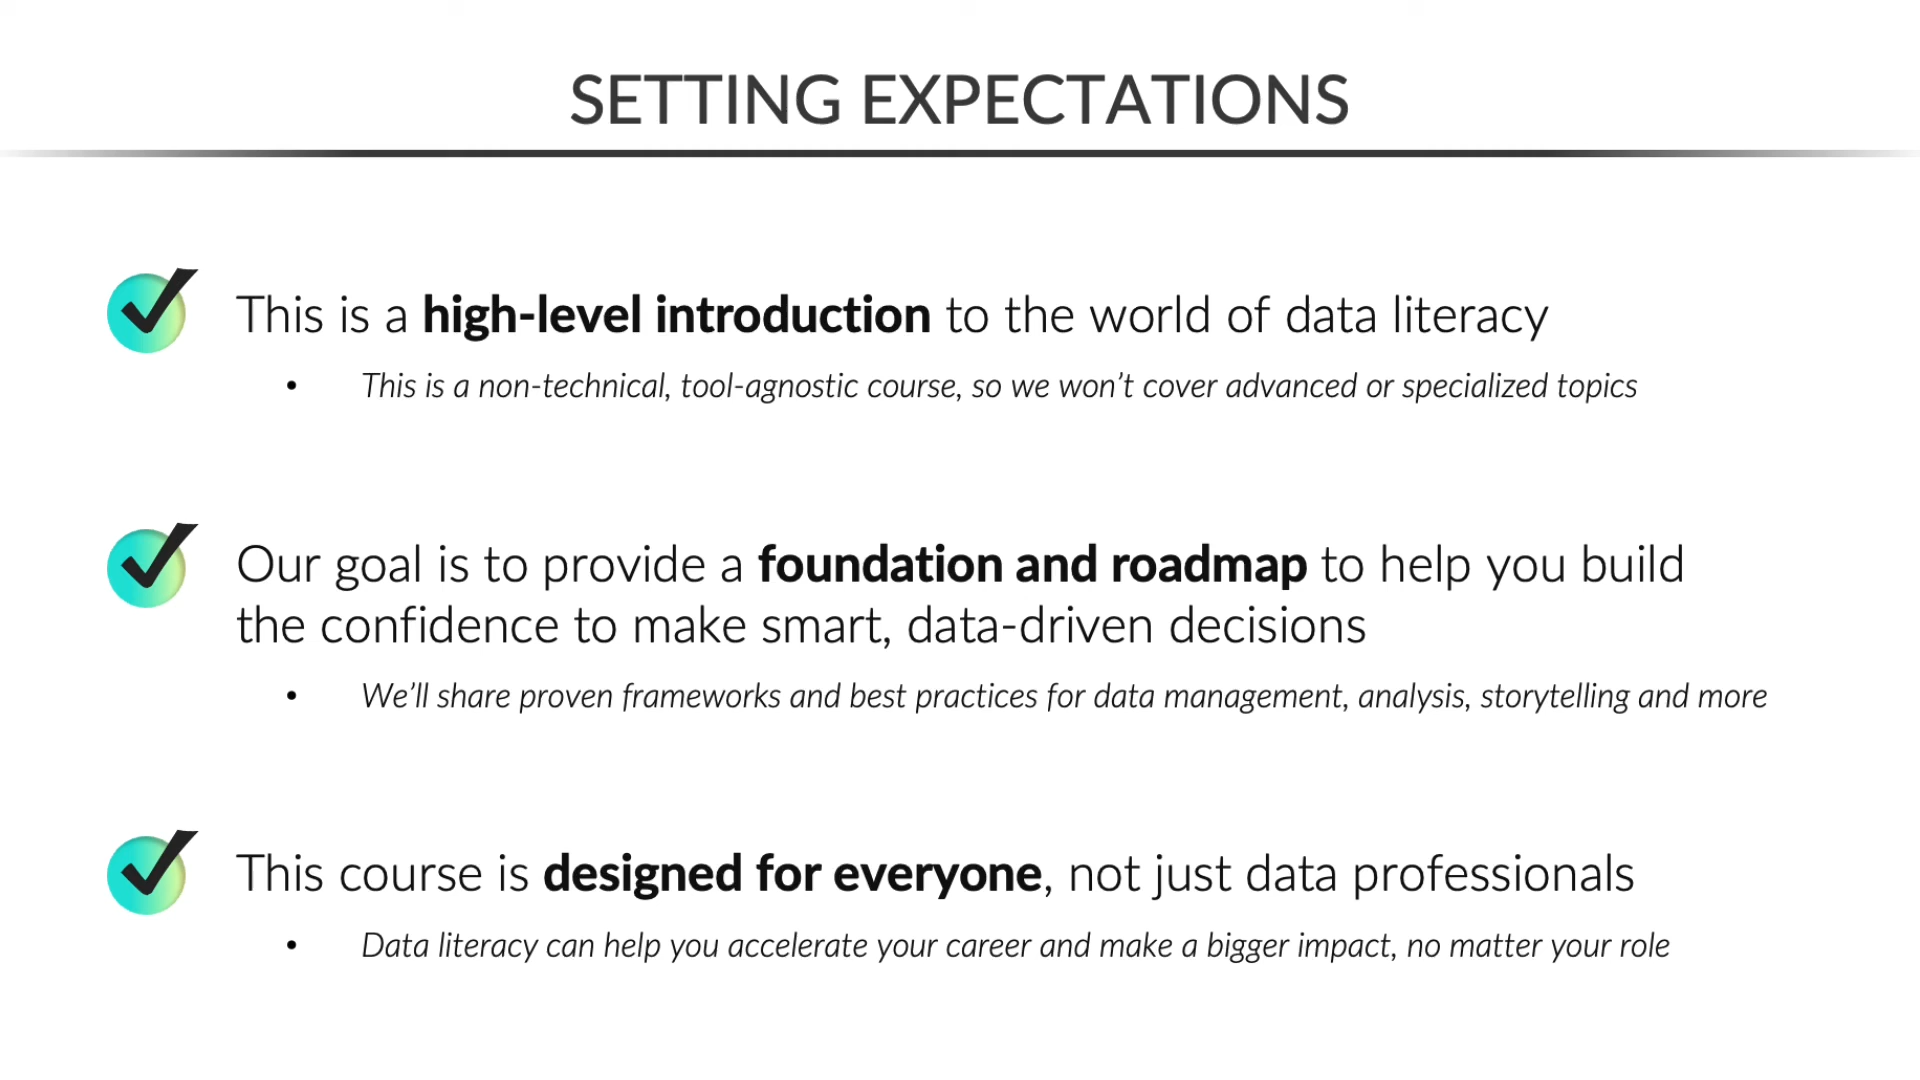 SETTING EXPECTATIONS
This is a high-level introduction to the world of data literacy
• This is a non-technical, tool-agnostic course, so we won’t cover advanced or specialized topics
Our goal is to provide a foundation and roadmap to help you build
the confidence to make smart, data-driven decisions
• We’ll share proven frameworks and best practices for data management, analysis, storytelling and more
This course is designed for everyone, not just data professionals
• Data literacy can help you accelerate your career and make a bigger impact, no matter your role